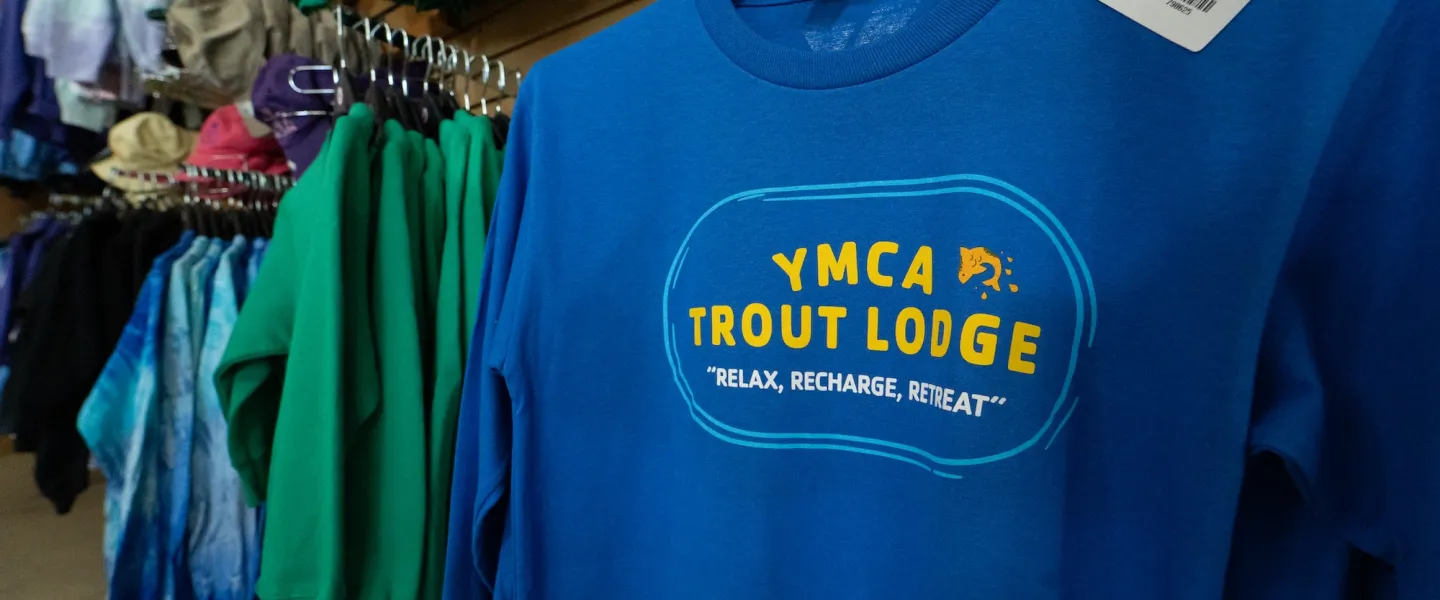 YMCA
TROUT LODGE
“RELAX, RECHARGE, RETREAT”